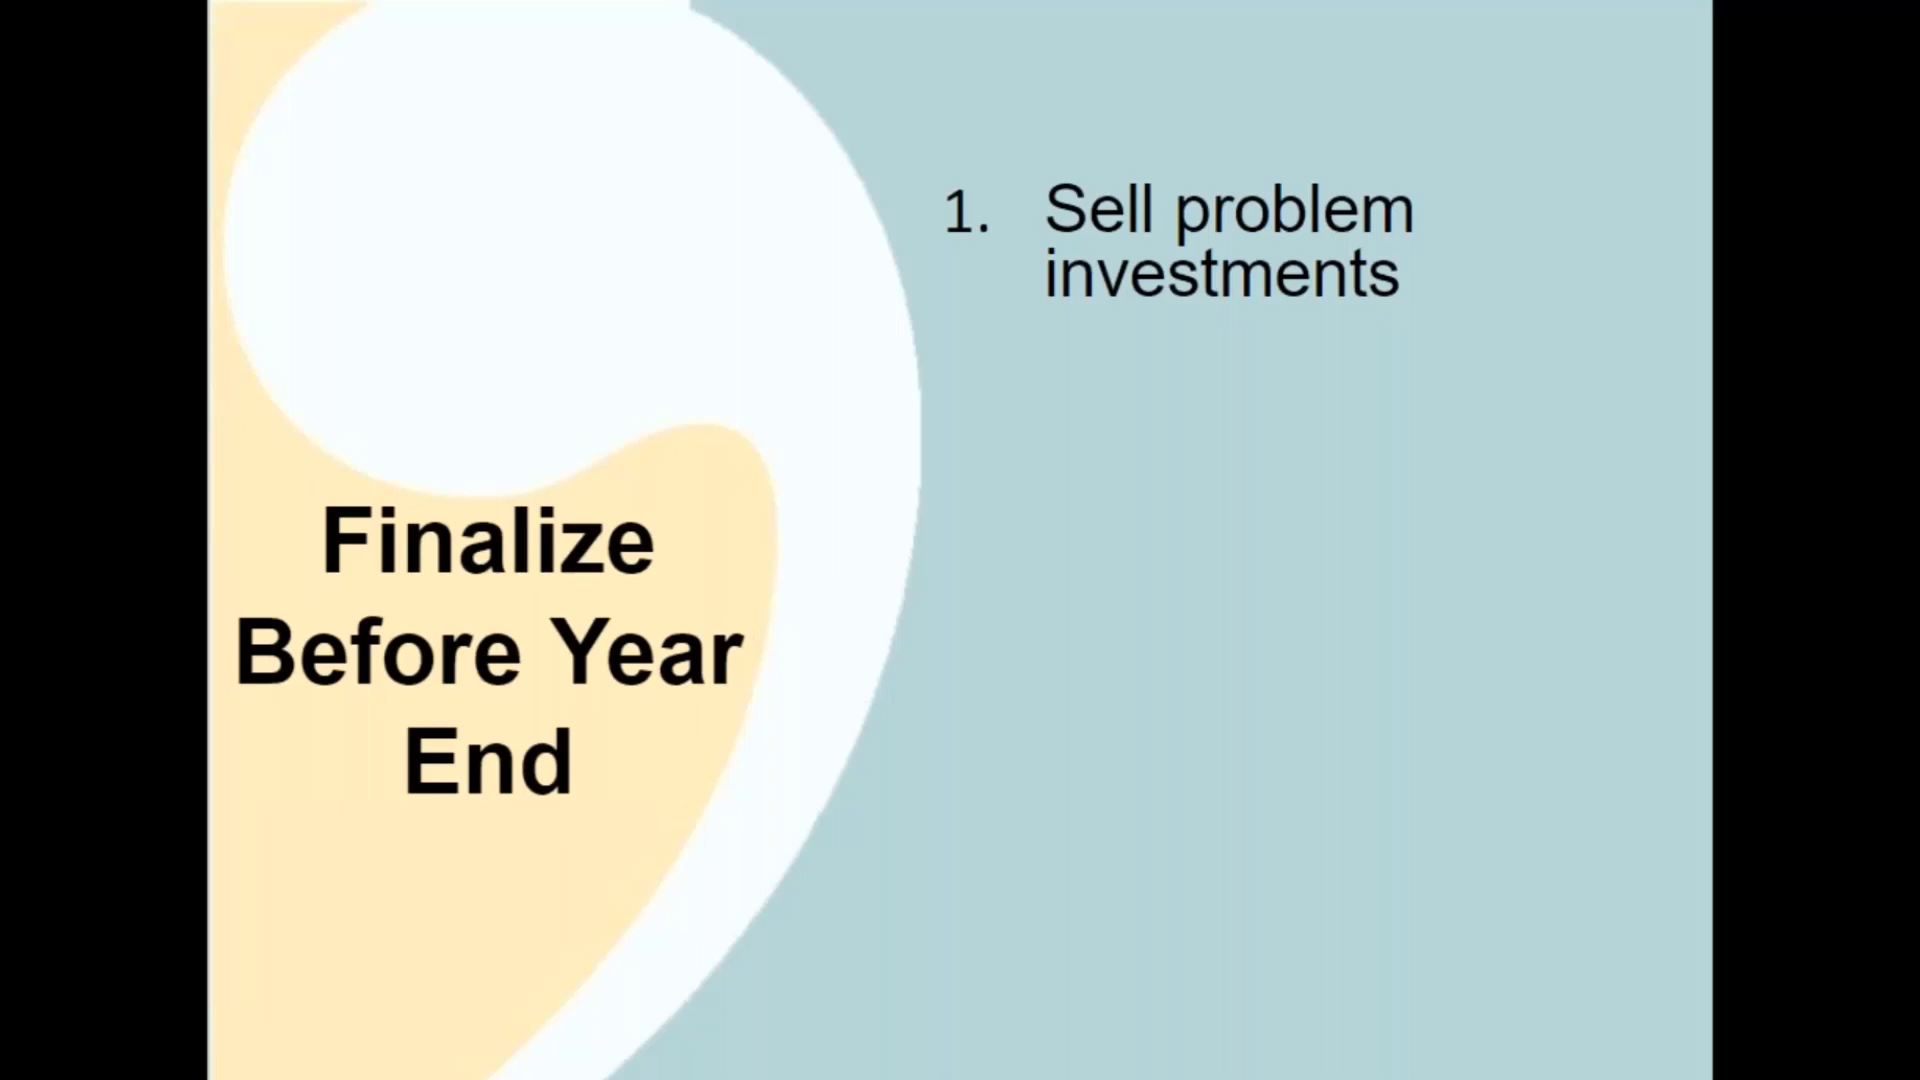 Finalize
Before Year
End
1. Sell problem
investments